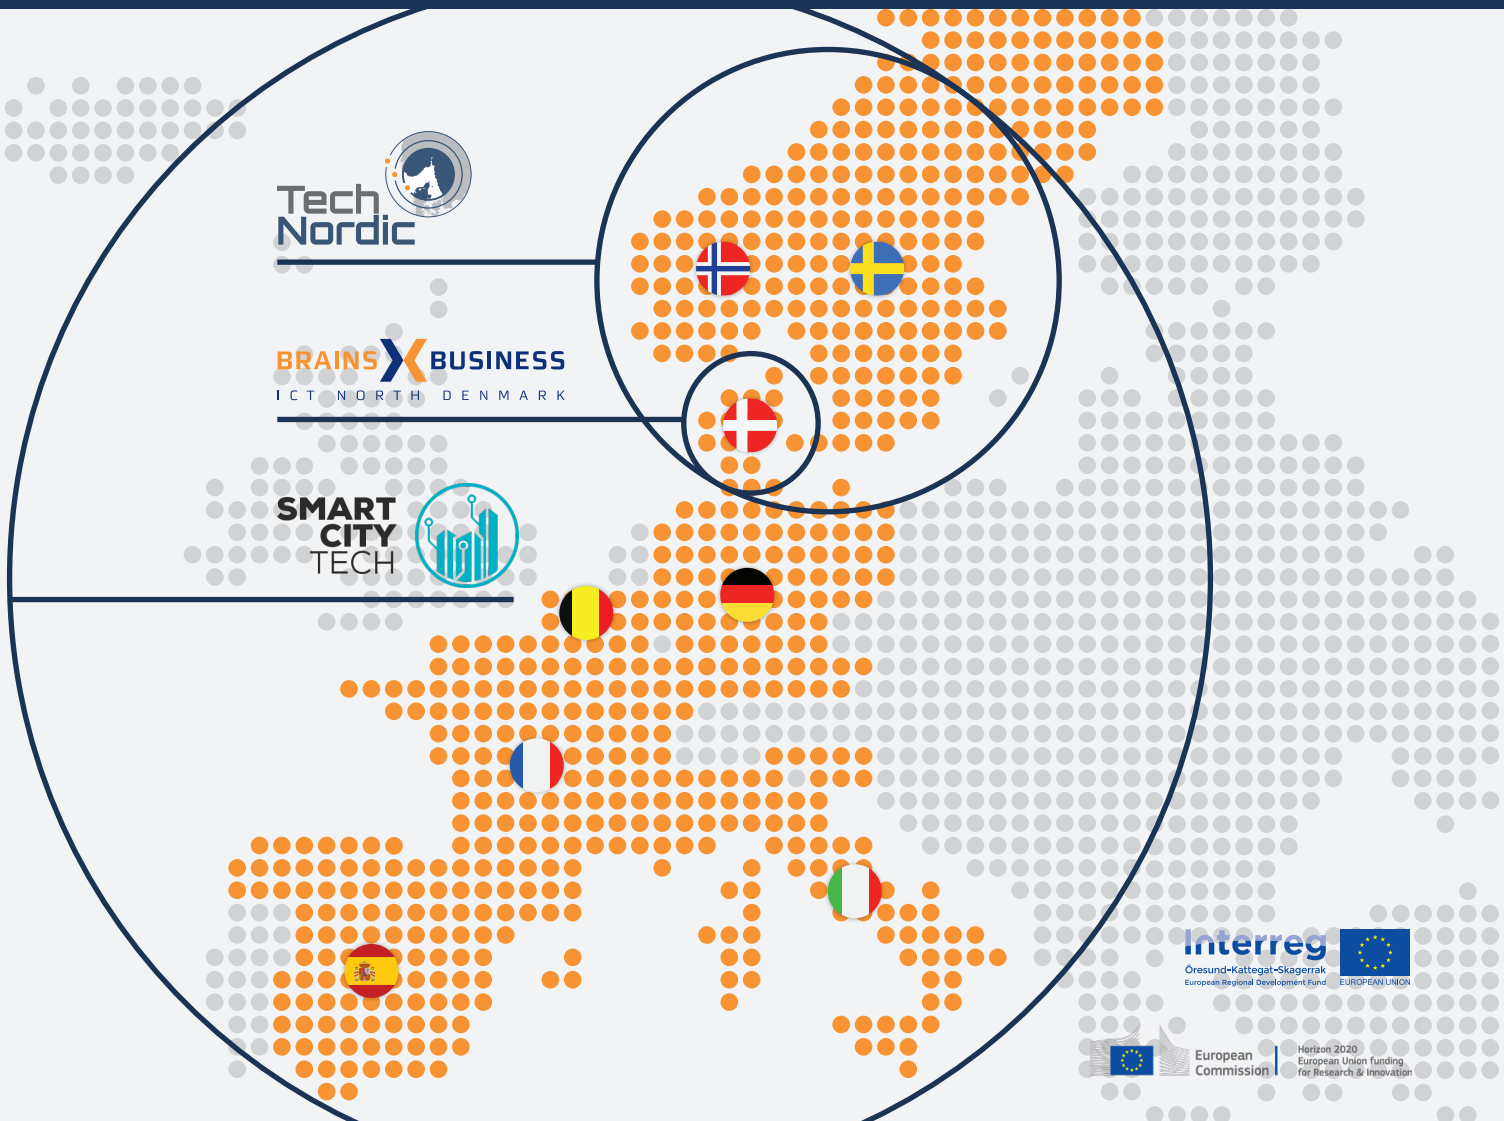 Tech
Nordic
BRAINS BUSINESS
ICT NORTH DENMARK
SMART
CITY
TECH
Interreg
Öresund-Kattegat-Skagerrak
European Regional Development Fund
EUROPEAN UNION
European
Commission
Horizon 2020
European Union funding
for Research & Innovation